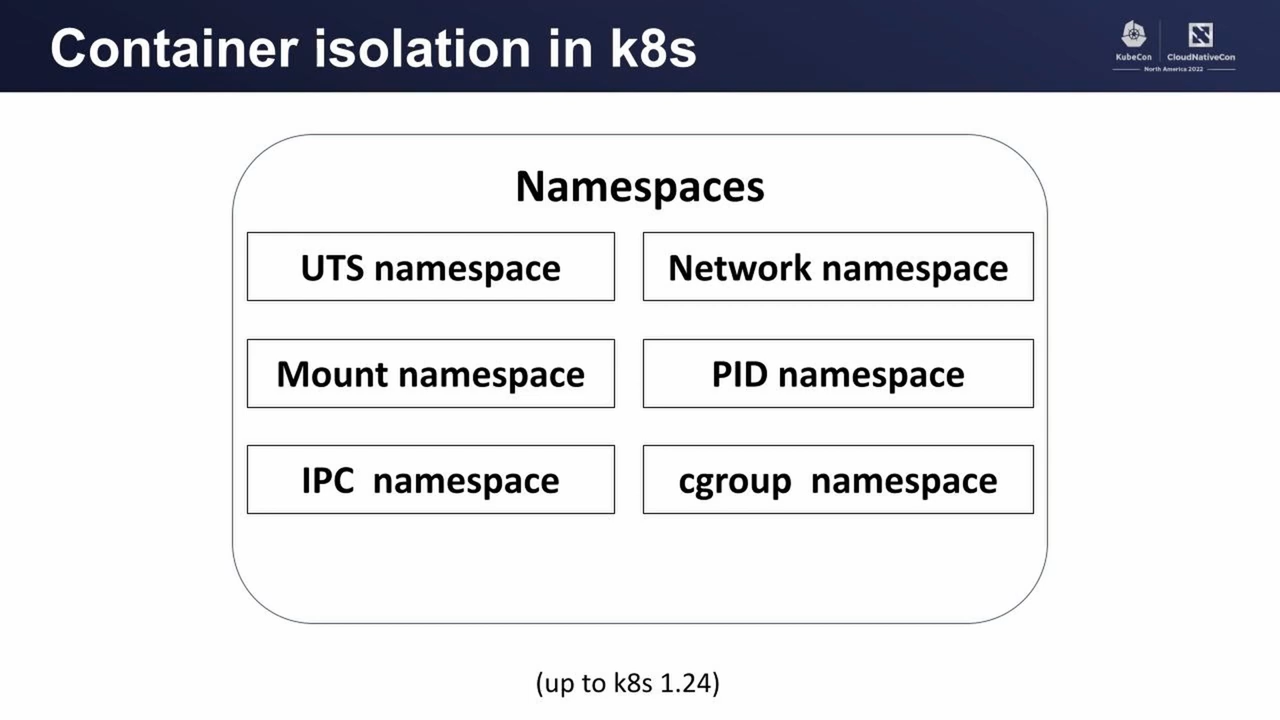 Container isolation in k8s
KubeCon
CloudNativeCon
North America 2022
Namespaces
UTS namespace
Network namespace
Mount namespace
PID namespace
IPC namespace
cgroup namespace
(up to k8s 1.24)